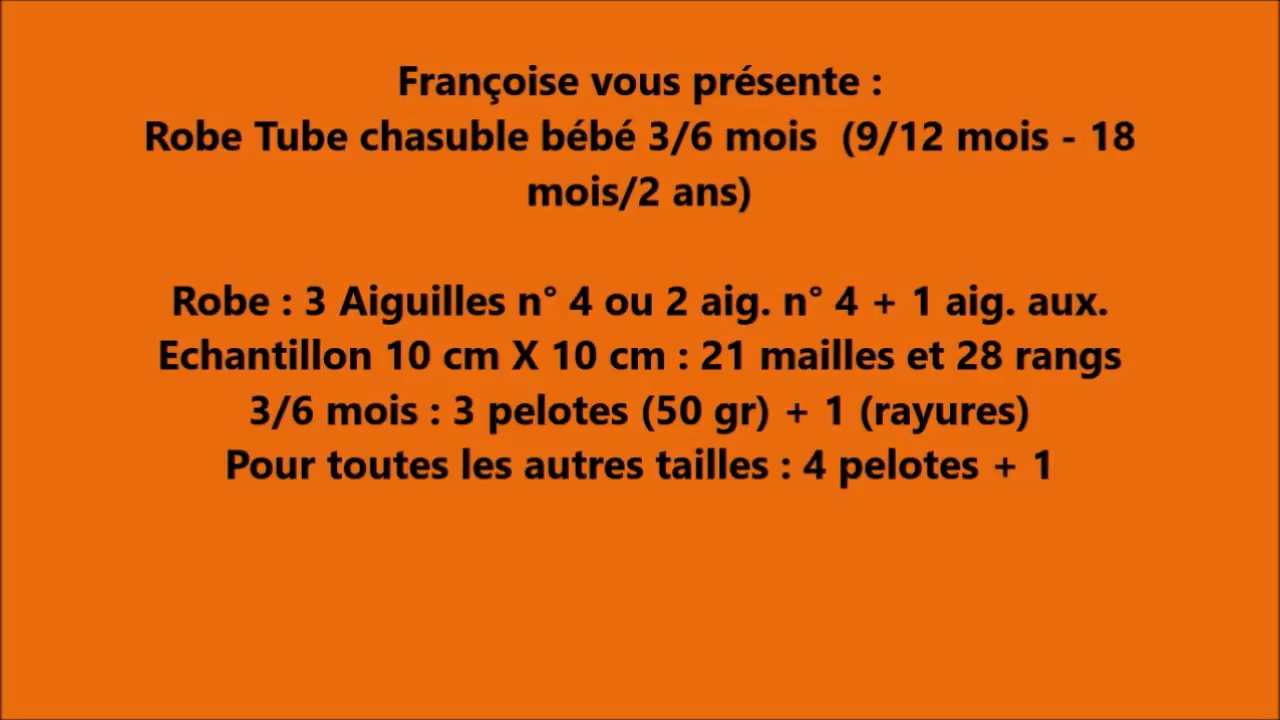 Françoise vous présente :
Robe Tube chasuble bébé 3/6 mois  (9/12 mois - 18
mois/2 ans)
Robe : 3 Aiguilles n° 4 ou 2 aig. n° 4 + 1 aig. aux.
Echantillon 10 cm X 10 cm : 21 mailles et 28 rangs
3/6 mois : 3 pelotes (50 gr) + 1 (rayures)
Pour toutes les autres tailles : 4 pelotes + 1